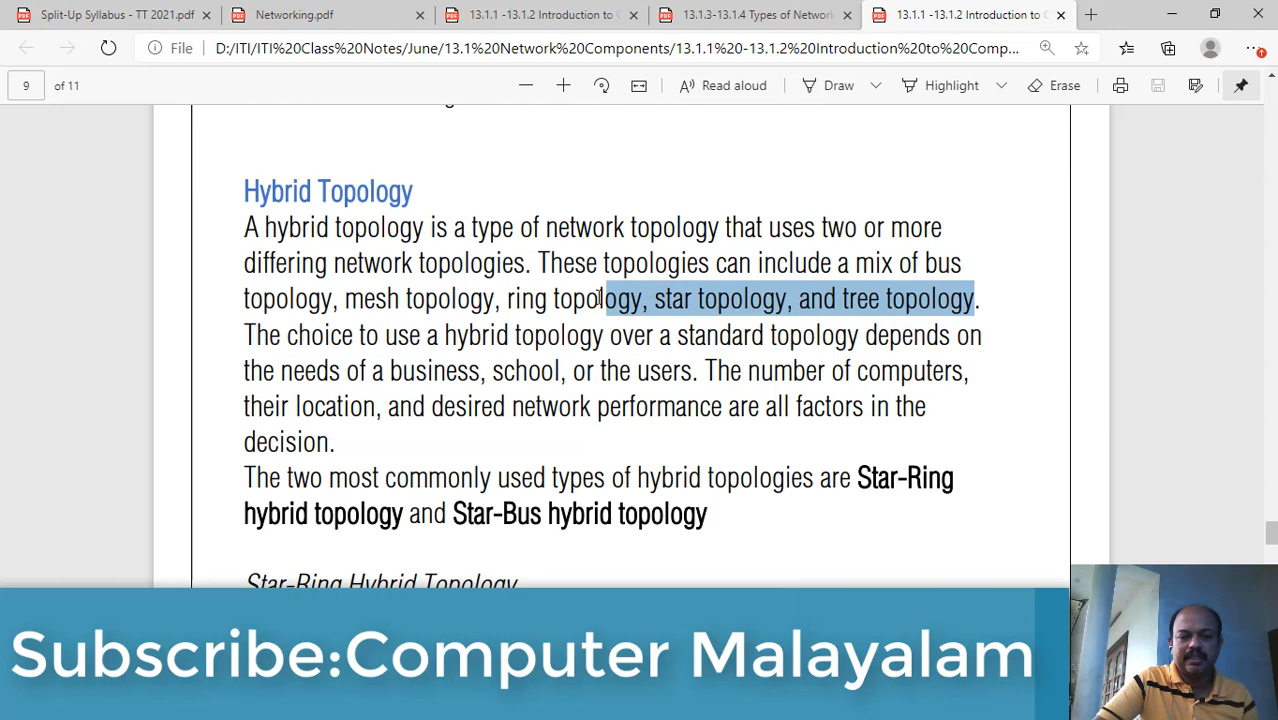 Split-Up Syllabus - TT 2021.pdf
Networking.pdf
13.1.1 -13.1.2 Introduction to C
13.1.3-13.1.4 Types of Network
13.1.1 -13.1.2 Introduction to C
File
D:/ITI/ITI%20Class%20Notes/June/13.1%20Network%20Components/13.1.1%20-13.1.2%20Introduction%20to%20Comp...
9 of 11
Read aloud
Draw
Highlight
Erase
Hybrid Topology
A hybrid topology is a type of network topology that uses two or more
differing network topologies. These topologies can include a mix of bus
topology, mesh topology, ring topology, star topology, and tree topology.
The choice to use a hybrid topology over a standard topology depends on
the needs of a business, school, or the users. The number of computers,
their location, and desired network performance are all factors in the
decision.
The two most commonly used types of hybrid topologies are Star-Ring
hybrid topology and Star-Bus hybrid topology
Star-Ring Hybrid Topology
Subscribe:Computer Malayalam